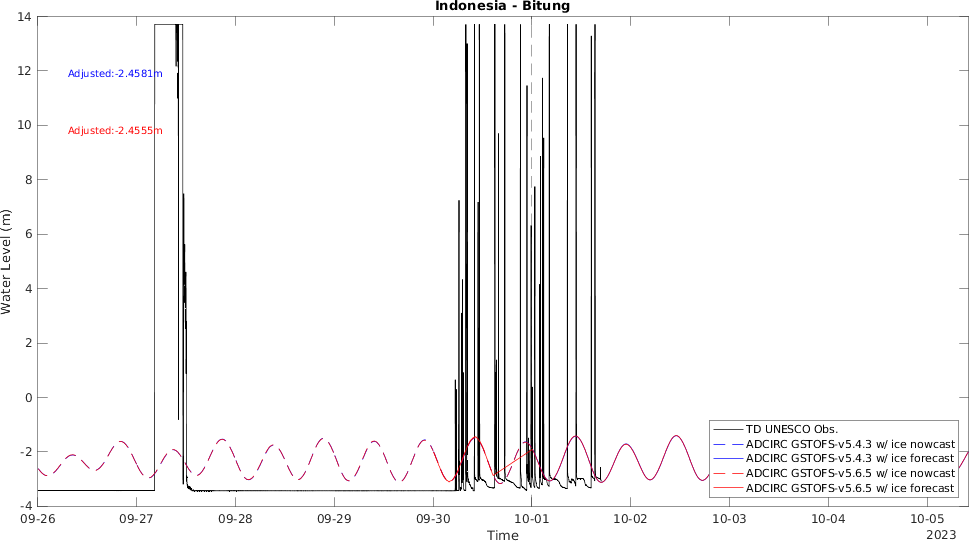 Indonesia - Bitung
14
12
10
8
6
4
2
0
-2
-4
Water Level (m)
Adjusted:-2.4581m
Adjusted:-2.4555m
TD UNESCO Obs.
ADCIRC GSTOFS-v5.4.3 w/ ice nowcast
ADCIRC GSTOFS-v5.4.3 w/ ice forecast
ADCIRC GSTOFS-v5.6.5 w/ ice nowcast
ADCIRC GSTOFS-v5.6.5 w/ ice forecast
09-26 09-27 09-28 09-29 09-30 10-01 10-02 10-03 10-04 10-05
Time
2023